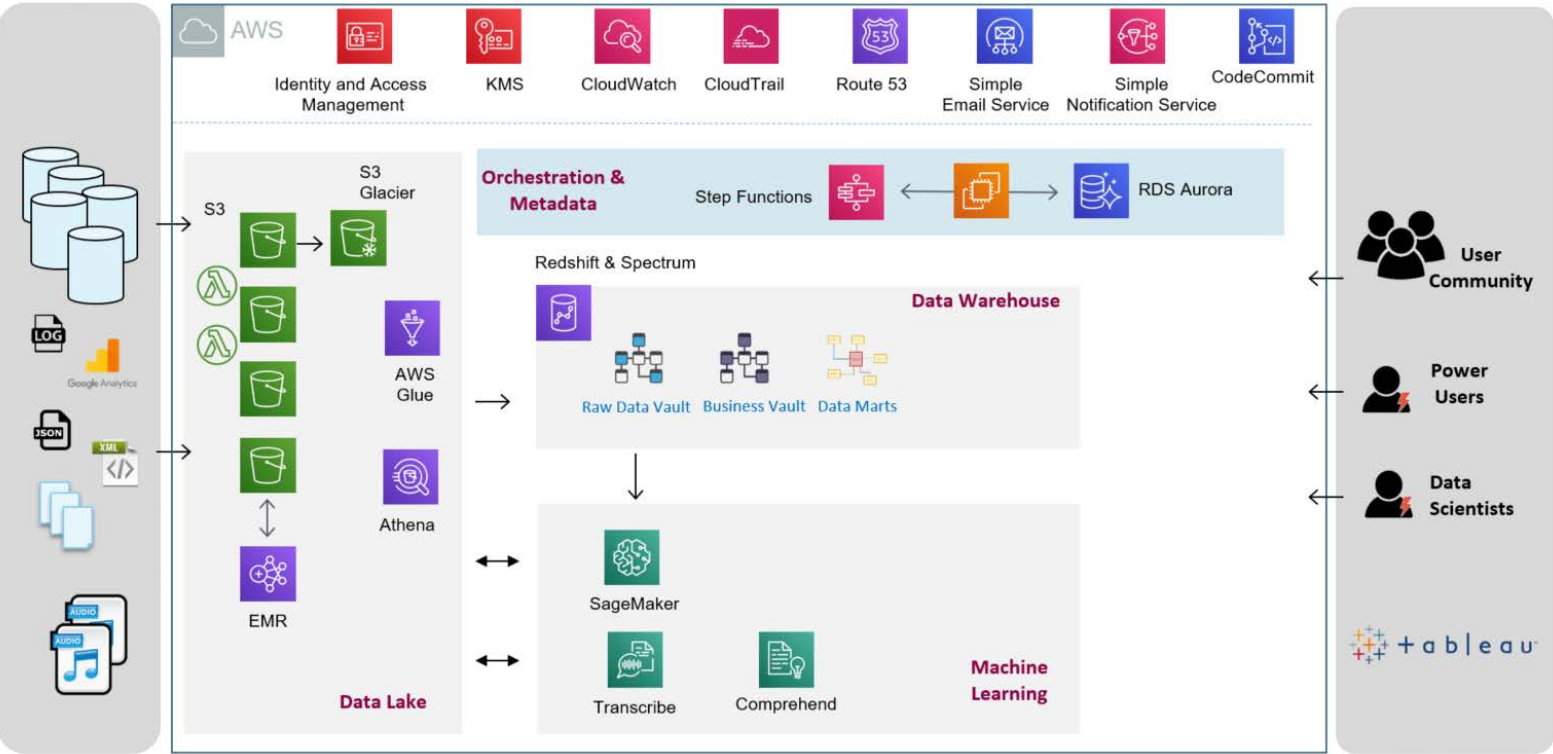 AWS
Identity and Access
Management
KMS
CloudWatch
CloudTrail
53
Route 53
Simple
Email Service
Simple
Notification Service
CodeCommit
LOG
Google Analytics
JSON
XML
</>
AUDIO
AUDIO
S3
S3
Glacier
AWS
Glue
Athena
EMR
Data Lake
Orchestration &
Metadata
Step Functions
RDS Aurora
Redshift & Spectrum
Data Warehouse
Raw Data Vault
Business Vault
Data Marts
SageMaker
Transcribe
Comprehend
Machine
Learning
User
Community
Power
Users
Data
Scientists
+ableau